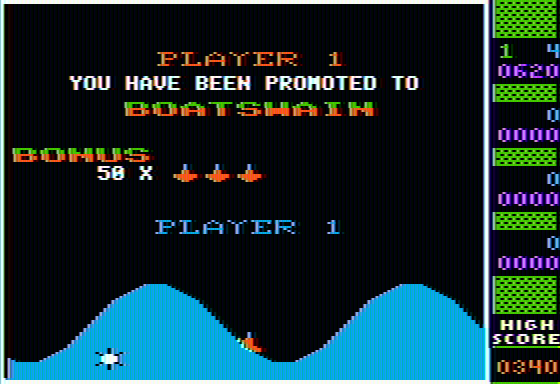 PLAYER 1
YOU HAVE BEEN PROMOTED TO
BOATSWAIN
BONUS
50 X
PLAYER 1
1 4
0620
0
0000
0
0000
0
0000
HIGH
SCORE
0340